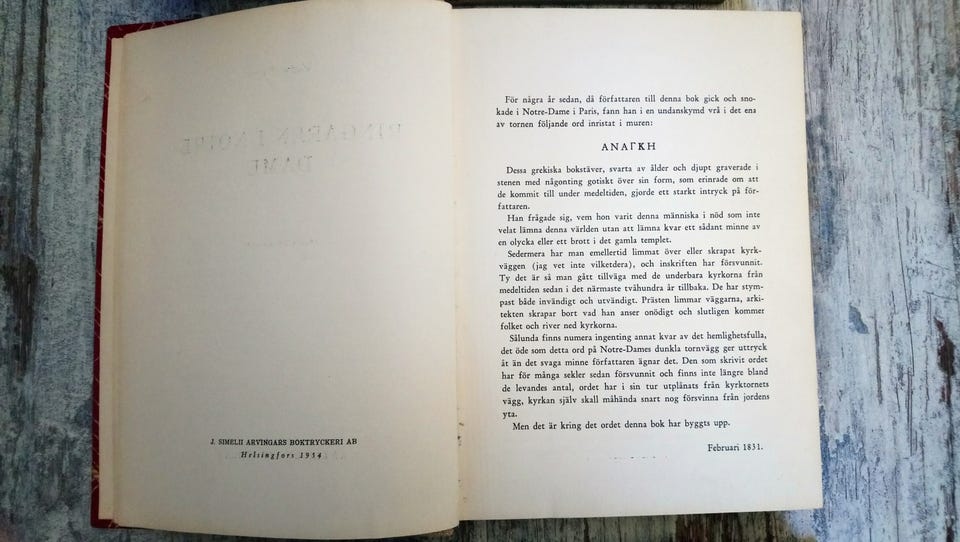 J. SIMELII ARVINGARS BOKTRYCKERI AB
Helsingfors 1954
För några år sedan, då författaren till denna bok gick och sno-
kade i Notre-Dame i Paris, fann han i en undanskymd vrå i det ena
av tornen följande ord inristat i muren:
ΑΝΑΓΚΗ
Dessa grekiska bokstäver, svarta av ålder och djupt graverade i
stenen med någonting gotiskt över sin form, som erinrade om att
de kommit till under medeltiden, gjorde ett starkt intryck på för-
fattaren.
Han frågade sig, vem hon varit denna människa i nöd som inte
velat lämna denna världen utan att lämna kvar ett sådant minne av
en olycka eller ett brott i det gamla templet.
Sedermera har man emellertid limmat över eller skrapat kyrk-
väggen (jag vet inte vilketdera), och inskriften har försvunnit.
Ty det är så man gått tillväga med de underbara kyrkorna från
medeltiden sedan i det närmaste tvåhundra år tillbaka. De har stym-
past både invändigt och utvändigt. Prästen limmar väggarna, arki-
tekten skrapar bort vad han anser onödigt och slutligen kommer
folket och river ned kyrkorna.
Sålunda finns numera ingenting annat kvar av det hemlighetsfulla,
det öde som detta ord på Notre-Dames dunkla tornvägg ger uttryck
åt än det svaga minne författaren ägnar det. Den som skrivit ordet
har för många sekler sedan försvunnit och finns inte längre bland
de levandes antal, ordet har i sin tur utplånats från kyrktornets
vägg, kyrkan själv skall måhända snart nog försvinna från jordens
yta.
Men det är kring det ordet denna bok har byggts upp.
Februari 1831.